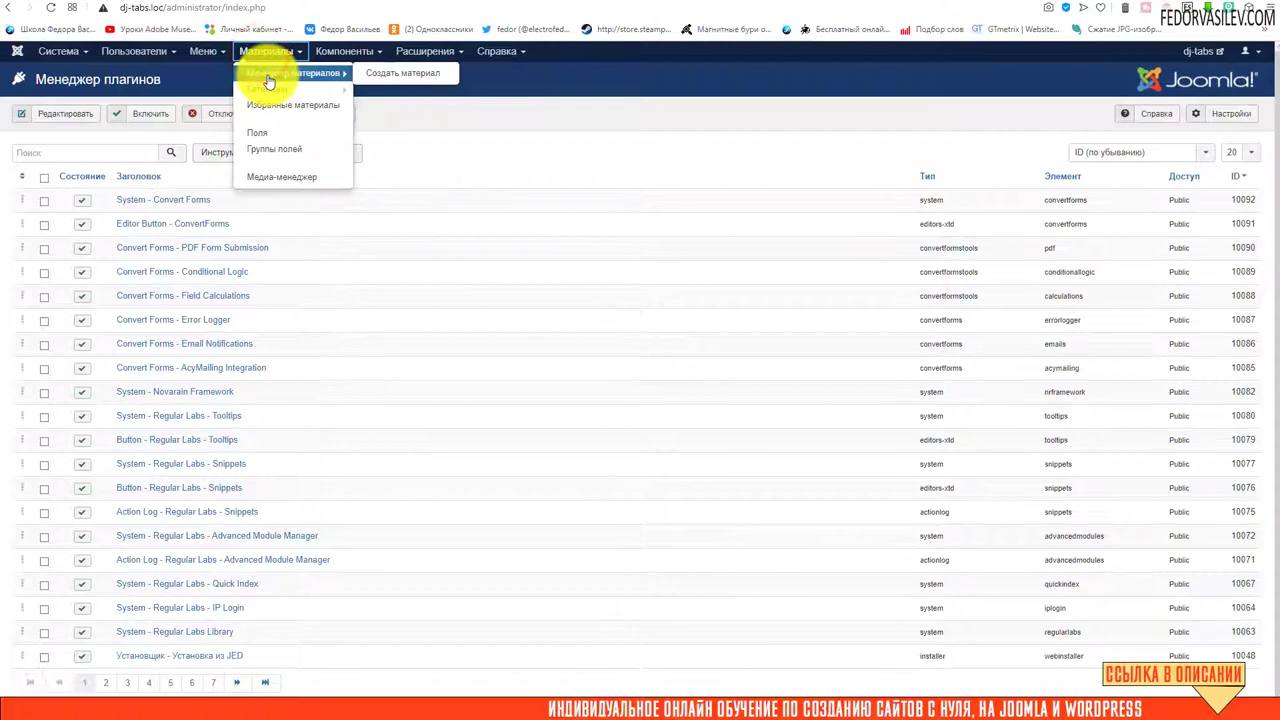 dj-tabs.loc/administrator/index.php
FEDORVASILEV.COM
Школа Федора Вас...
Уроки Adobe Muse...
Личный кабинет -...
Федор Васильев
(2) Одноклассники
fedor (@electrofed...
https://store.steamp...
Магнитные бури о...
Бесплатный онлай...
Подбор слов
GTmetrix | Website...
Сжатие JPG-изобр...
Система
Пользователи
Меню
Материалы
Компоненты
Расширения
Справка
dj-tabs
Менеджер плагинов
Менеджер материалов
Создать материал
Joomla!
Избранные материалы
Поля
Группы полей
Медиа-менеджер
Редактировать
Включить
Справка
Настройки
Поиск
ID (по убыванию)
20
Состояние Заголовок Тип Элемент Доступ ID
System - Convert Forms system convertforms Public 10092
Editor Button - ConvertForms editors-xtd convertforms Public 10091
Convert Forms - PDF Form Submission convertformstools pdf Public 10090
Convert Forms - Conditional Logic convertformstools conditionallogic Public 10089
Convert Forms - Field Calculations convertformstools calculations Public 10088
Convert Forms - Error Logger convertforms errorlogger Public 10087
Convert Forms - Email Notifications convertforms emails Public 10086
Convert Forms - AcyMailing Integration convertforms acymailing Public 10085
System - Novarain Framework system nrframework Public 10082
System - Regular Labs - Tooltips system tooltips Public 10080
Button - Regular Labs - Tooltips editors-xtd tooltips Public 10079
System - Regular Labs - Snippets system snippets Public 10077
Button - Regular Labs - Snippets editors-xtd snippets Public 10076
Action Log - Regular Labs - Snippets actionlog snippets Public 10075
System - Regular Labs - Advanced Module Manager system advancedmodules Public 10072
Action Log - Regular Labs - Advanced Module Manager actionlog advancedmodules Public 10071
System - Regular Labs - Quick Index system quickindex Public 10067
System - Regular Labs - IP Login system iplogin Public 10064
System - Regular Labs Library system regularlabs Public 10063
Установщик - Установка из JED installer webinstaller Public 10048
1 2 3 4 5 6 7
ССЫЛКА В ОПИСАНИИ
ИНДИВИДУАЛЬНОЕ ОНЛАЙН ОБУЧЕНИЕ ПО СОЗДАНИЮ САЙТОВ С НУЛЯ, НА JOOMLA И WORDPRESS